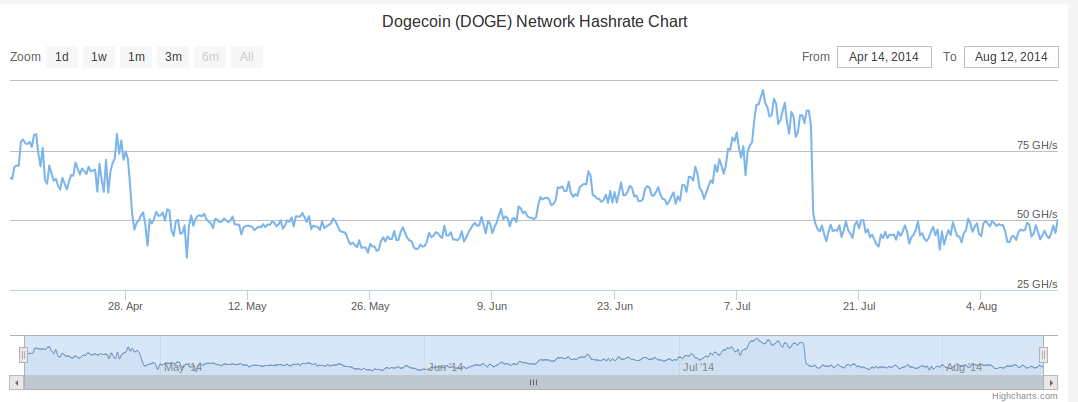 Dogecoin (DOGE) Network Hashrate Chart
Zoom 1d 1w 1m 3m 6m All From Apr 14, 2014 To Aug 12, 2014
75 GH/s
50 GH/s
25 GH/s
28. Apr 12. May 26. May 9. Jun 23. Jun 7. Jul 21. Jul 4. Aug
May '14 Jun '14 Jul '14 Aug '14
Highcharts.com